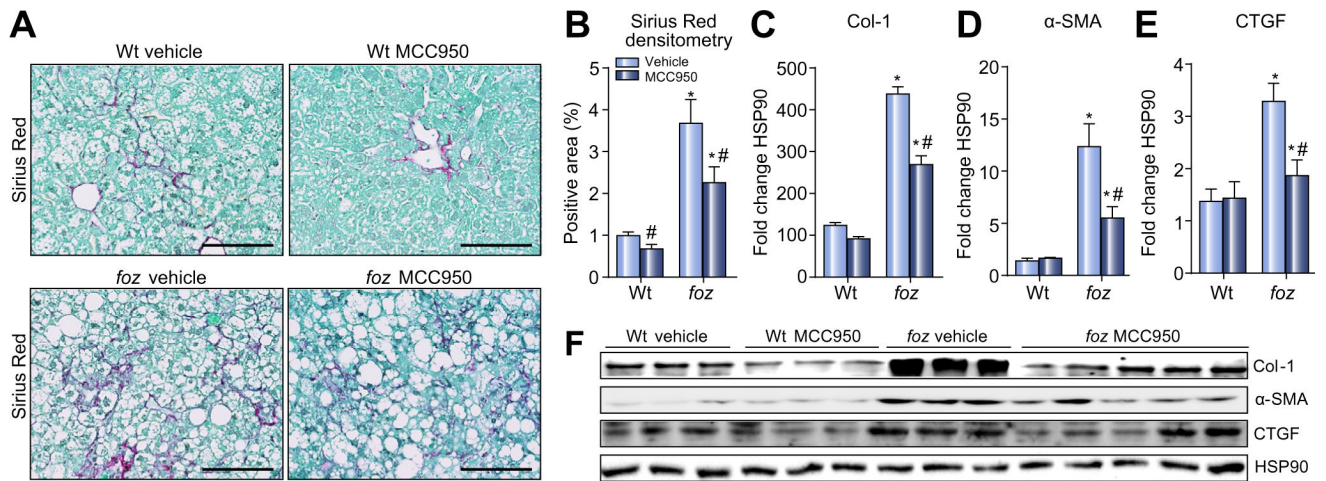 A
Wt vehicle
Wt MCC950
Sirius Red
foz vehicle
foz MCC950
Sirius Red
B
Sirius Red
densitometry
Vehicle
MCC950
Positive area (%)
5
4
3
2
1
0
*
#
*#
Wt
foz
C
Col-1
Fold change HSP90
500
400
300
200
100
0
*
*#
Wt
foz
D
α-SMA
Fold change HSP90
20
15
10
5
0
*
*#
Wt
foz
E
CTGF
Fold change HSP90
4
3
2
1
0
*
*#
Wt
foz
F
Wt vehicle
Wt MCC950
foz vehicle
foz MCC950
Col-1
α-SMA
CTGF
HSP90